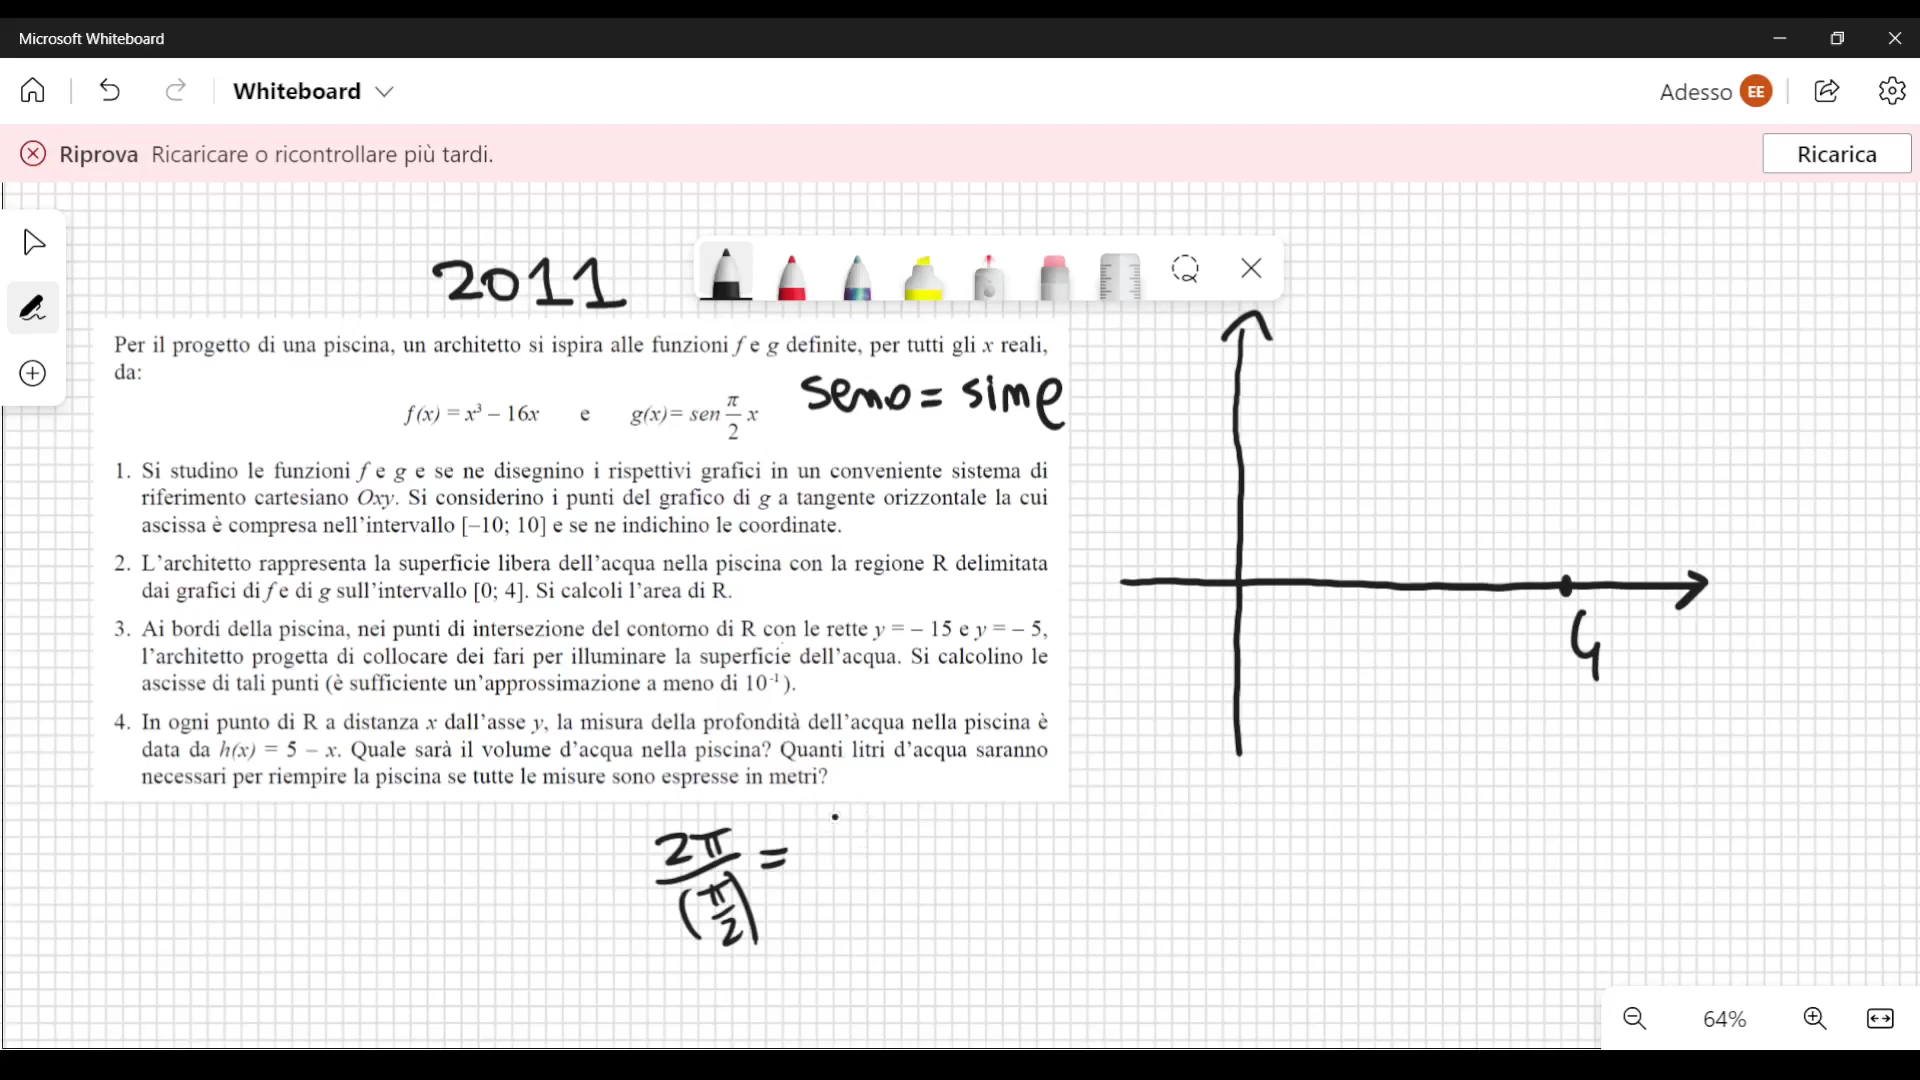 Microsoft Whiteboard
Whiteboard
Adesso EE
Riprova Ricaricare o ricontrollare più tardi.
Ricarica
2011
Per il progetto di una piscina, un architetto si ispira alle funzioni f e g definite, per tutti gli x reali,
da:
f(x) = x³ – 16x e g(x)= sen π/2 x
seno = sine
1. Si studino le funzioni f e g e se ne disegnino i rispettivi grafici in un conveniente sistema di
riferimento cartesiano Oxy. Si considerino i punti del grafico di g a tangente orizzontale la cui
ascissa è compresa nell'intervallo [–10; 10] e se ne indichino le coordinate.
2. L'architetto rappresenta la superficie libera dell'acqua nella piscina con la regione R delimitata
dai grafici di f e di g sull'intervallo [0; 4]. Si calcoli l'area di R.
3. Ai bordi della piscina, nei punti di intersezione del contorno di R con le rette y = – 15 e y = – 5,
l'architetto progetta di collocare dei fari per illuminare la superficie dell'acqua. Si calcolino le
ascisse di tali punti (è sufficiente un'approssimazione a meno di 10⁻¹).
4. In ogni punto di R a distanza x dall'asse y, la misura della profondità dell'acqua nella piscina è
data da h(x) = 5 – x. Quale sarà il volume d'acqua nella piscina? Quanti litri d'acqua saranno
necessari per riempire la piscina se tutte le misure sono espresse in metri?
4
2π/(π/2) =
64%